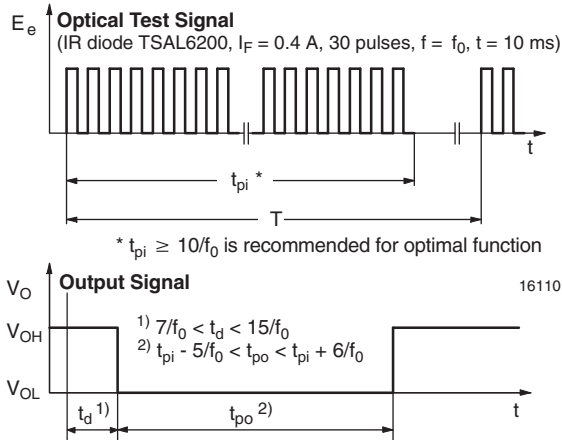 E_e Optical Test Signal
(IR diode TSAL6200, I_F = 0.4 A, 30 pulses, f = f_0, t = 10 ms)
t
t_pi *
T
* t_pi ≥ 10/f_0 is recommended for optimal function
V_O Output Signal 16110
V_OH
1) 7/f_0 < t_d < 15/f_0
2) t_pi - 5/f_0 < t_po < t_pi + 6/f_0
V_OL
t_d 1) t_po 2) t